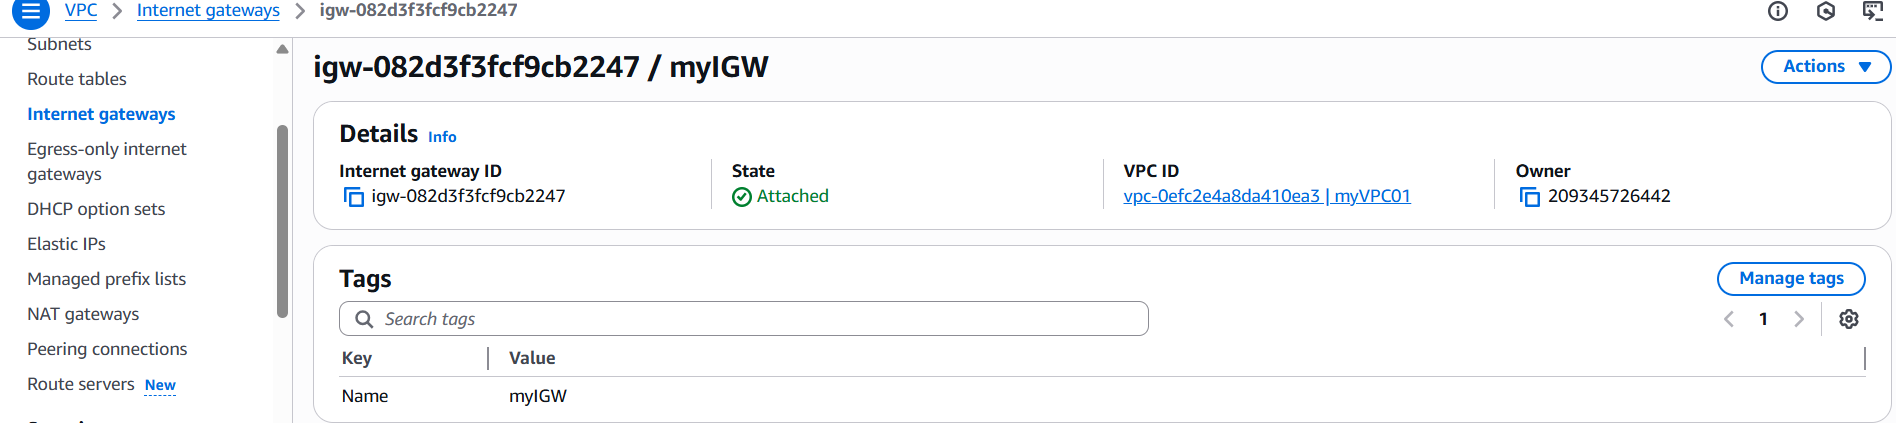 VPC > Internet gateways > igw-082d3f3fcf9cb2247
Subnets
Route tables
Internet gateways
Egress-only internet
gateways
DHCP option sets
Elastic IPs
Managed prefix lists
NAT gateways
Peering connections
Route servers New
igw-082d3f3fcf9cb2247 / myIGW
Actions
Details Info
Internet gateway ID
igw-082d3f3fcf9cb2247
State
Attached
VPC ID
vpc-0efc2e4a8da410ea3 | myVPC01
Owner
209345726442
Tags
Manage tags
Search tags
1
Key Value
Name myIGW